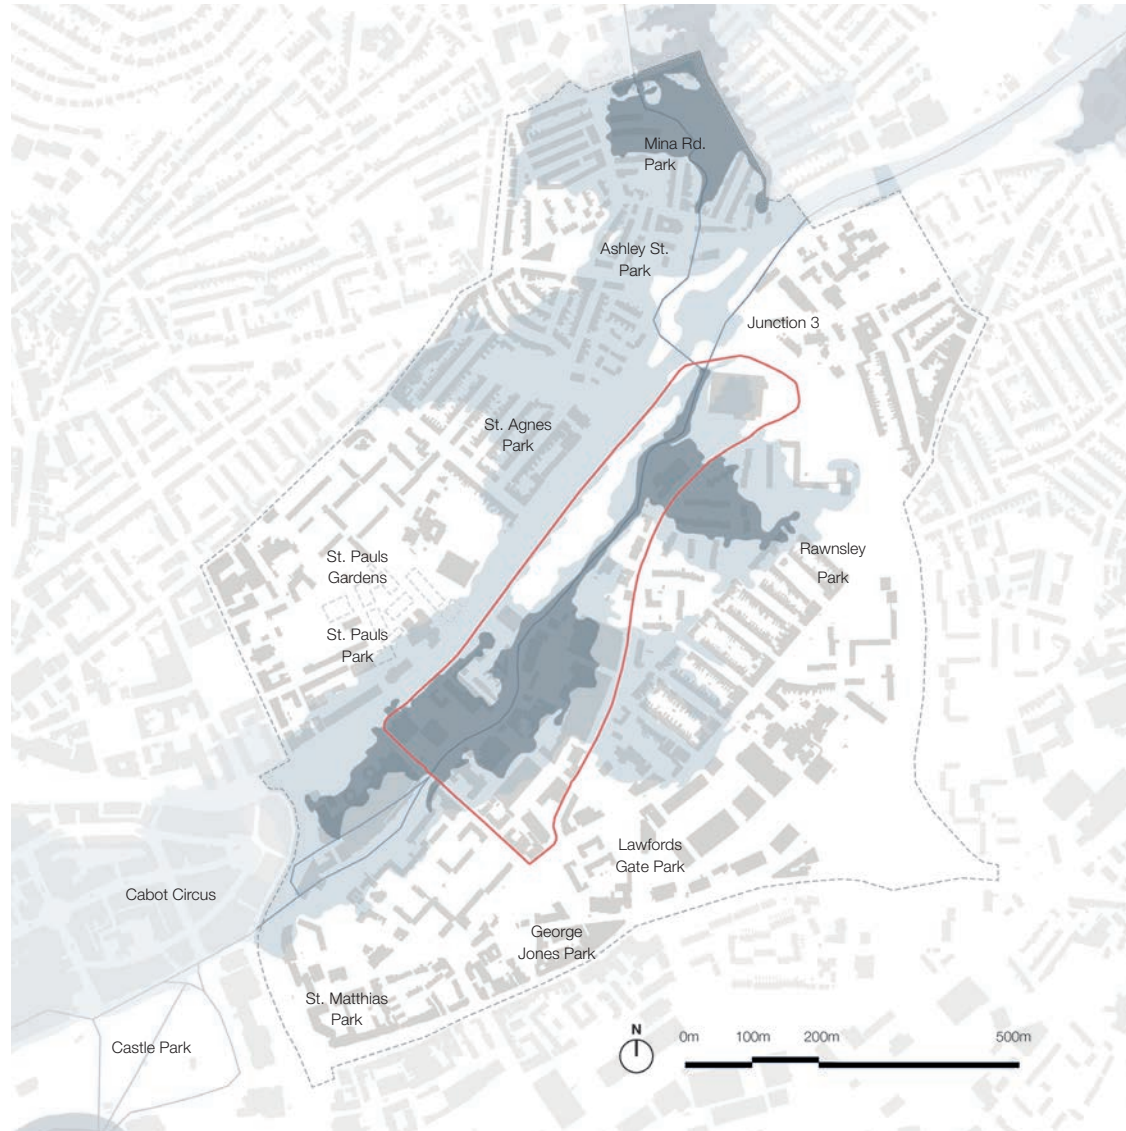 Mina Rd.
Park
Ashley St.
Park
Junction 3
St. Agnes
Park
St. Pauls
Gardens
Rawnsley
Park
St. Pauls
Park
Lawfords
Gate Park
Cabot Circus
George
Jones Park
St. Matthias
Park
Castle Park
N
0m 100m 200m 500m